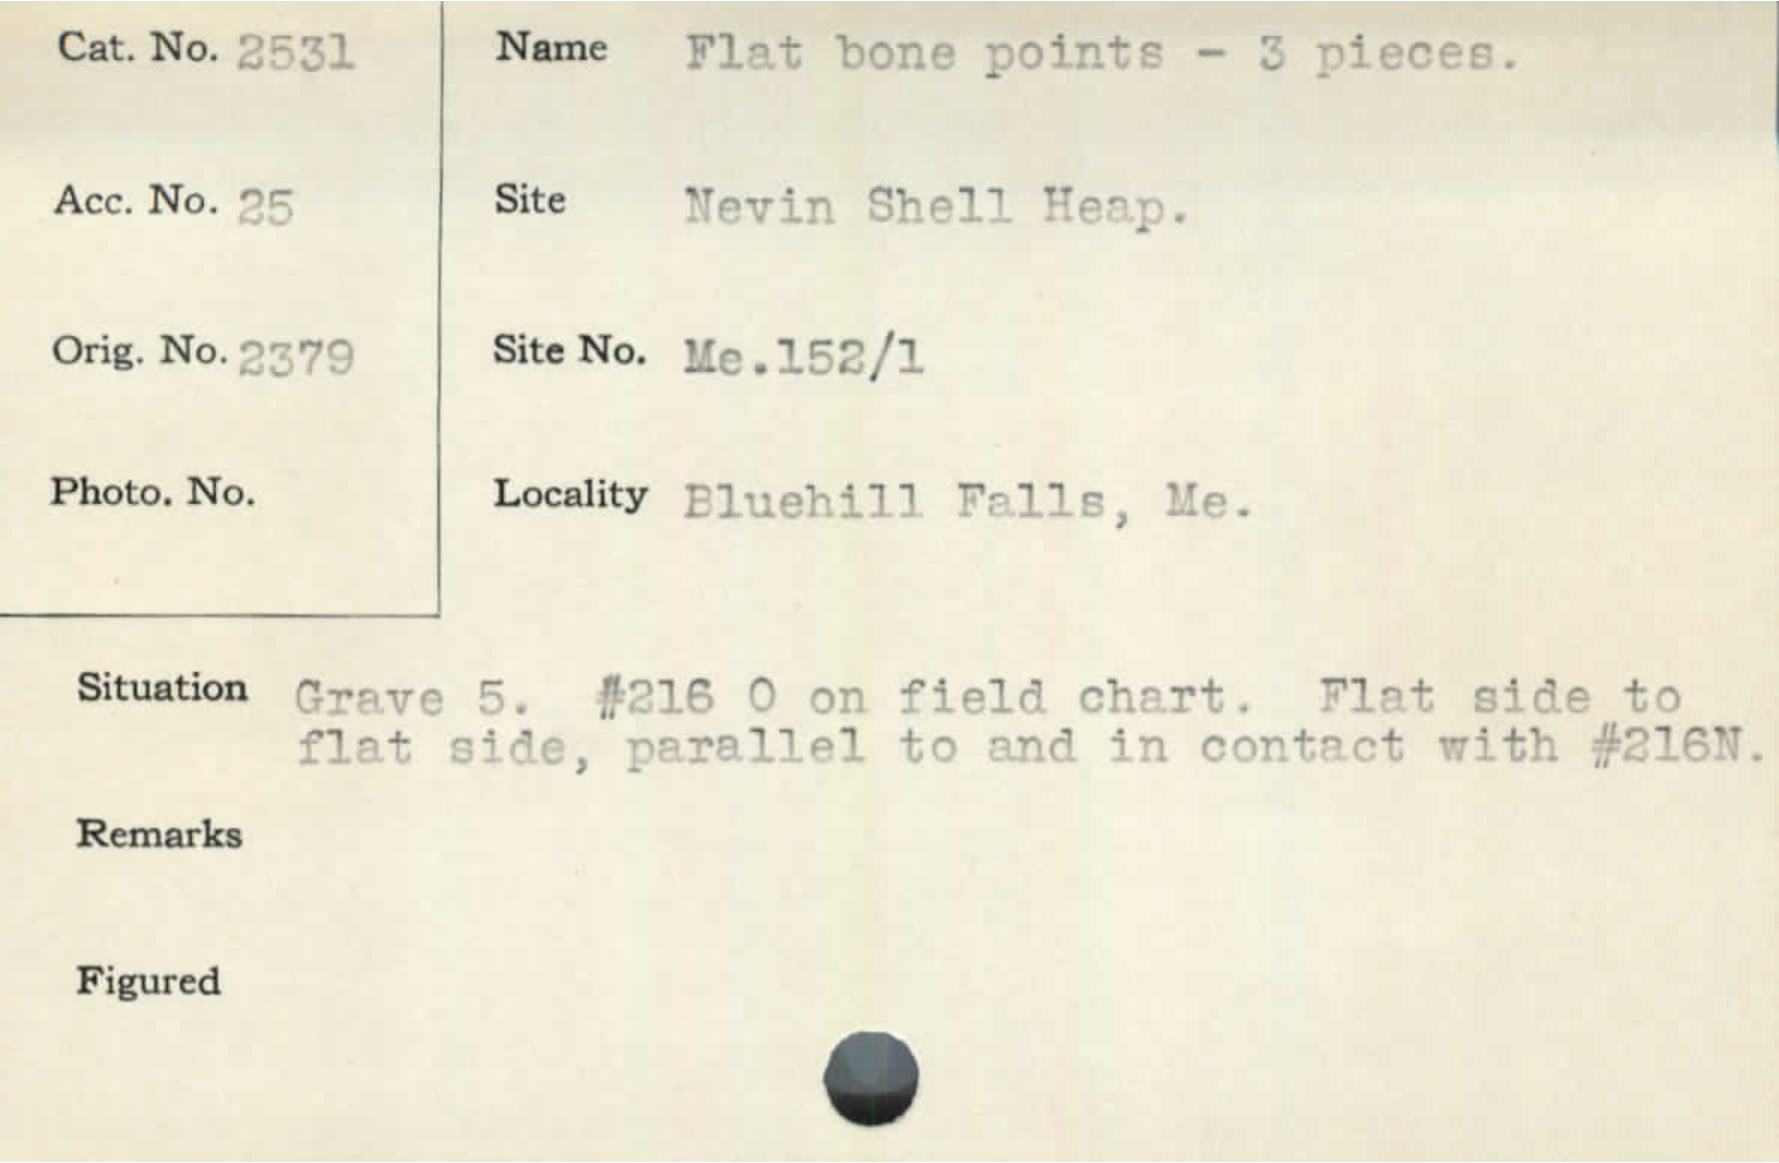 Cat. No. 2531
Name Flat bone points - 3 pieces.
Acc. No. 25
Site Nevin Shell Heap.
Orig. No. 2379
Site No. Me.152/1
Photo. No.
Locality Bluehill Falls, Me.
Situation Grave 5. #216 O on field chart. Flat side to
flat side, parallel to and in contact with #216N.
Remarks
Figured